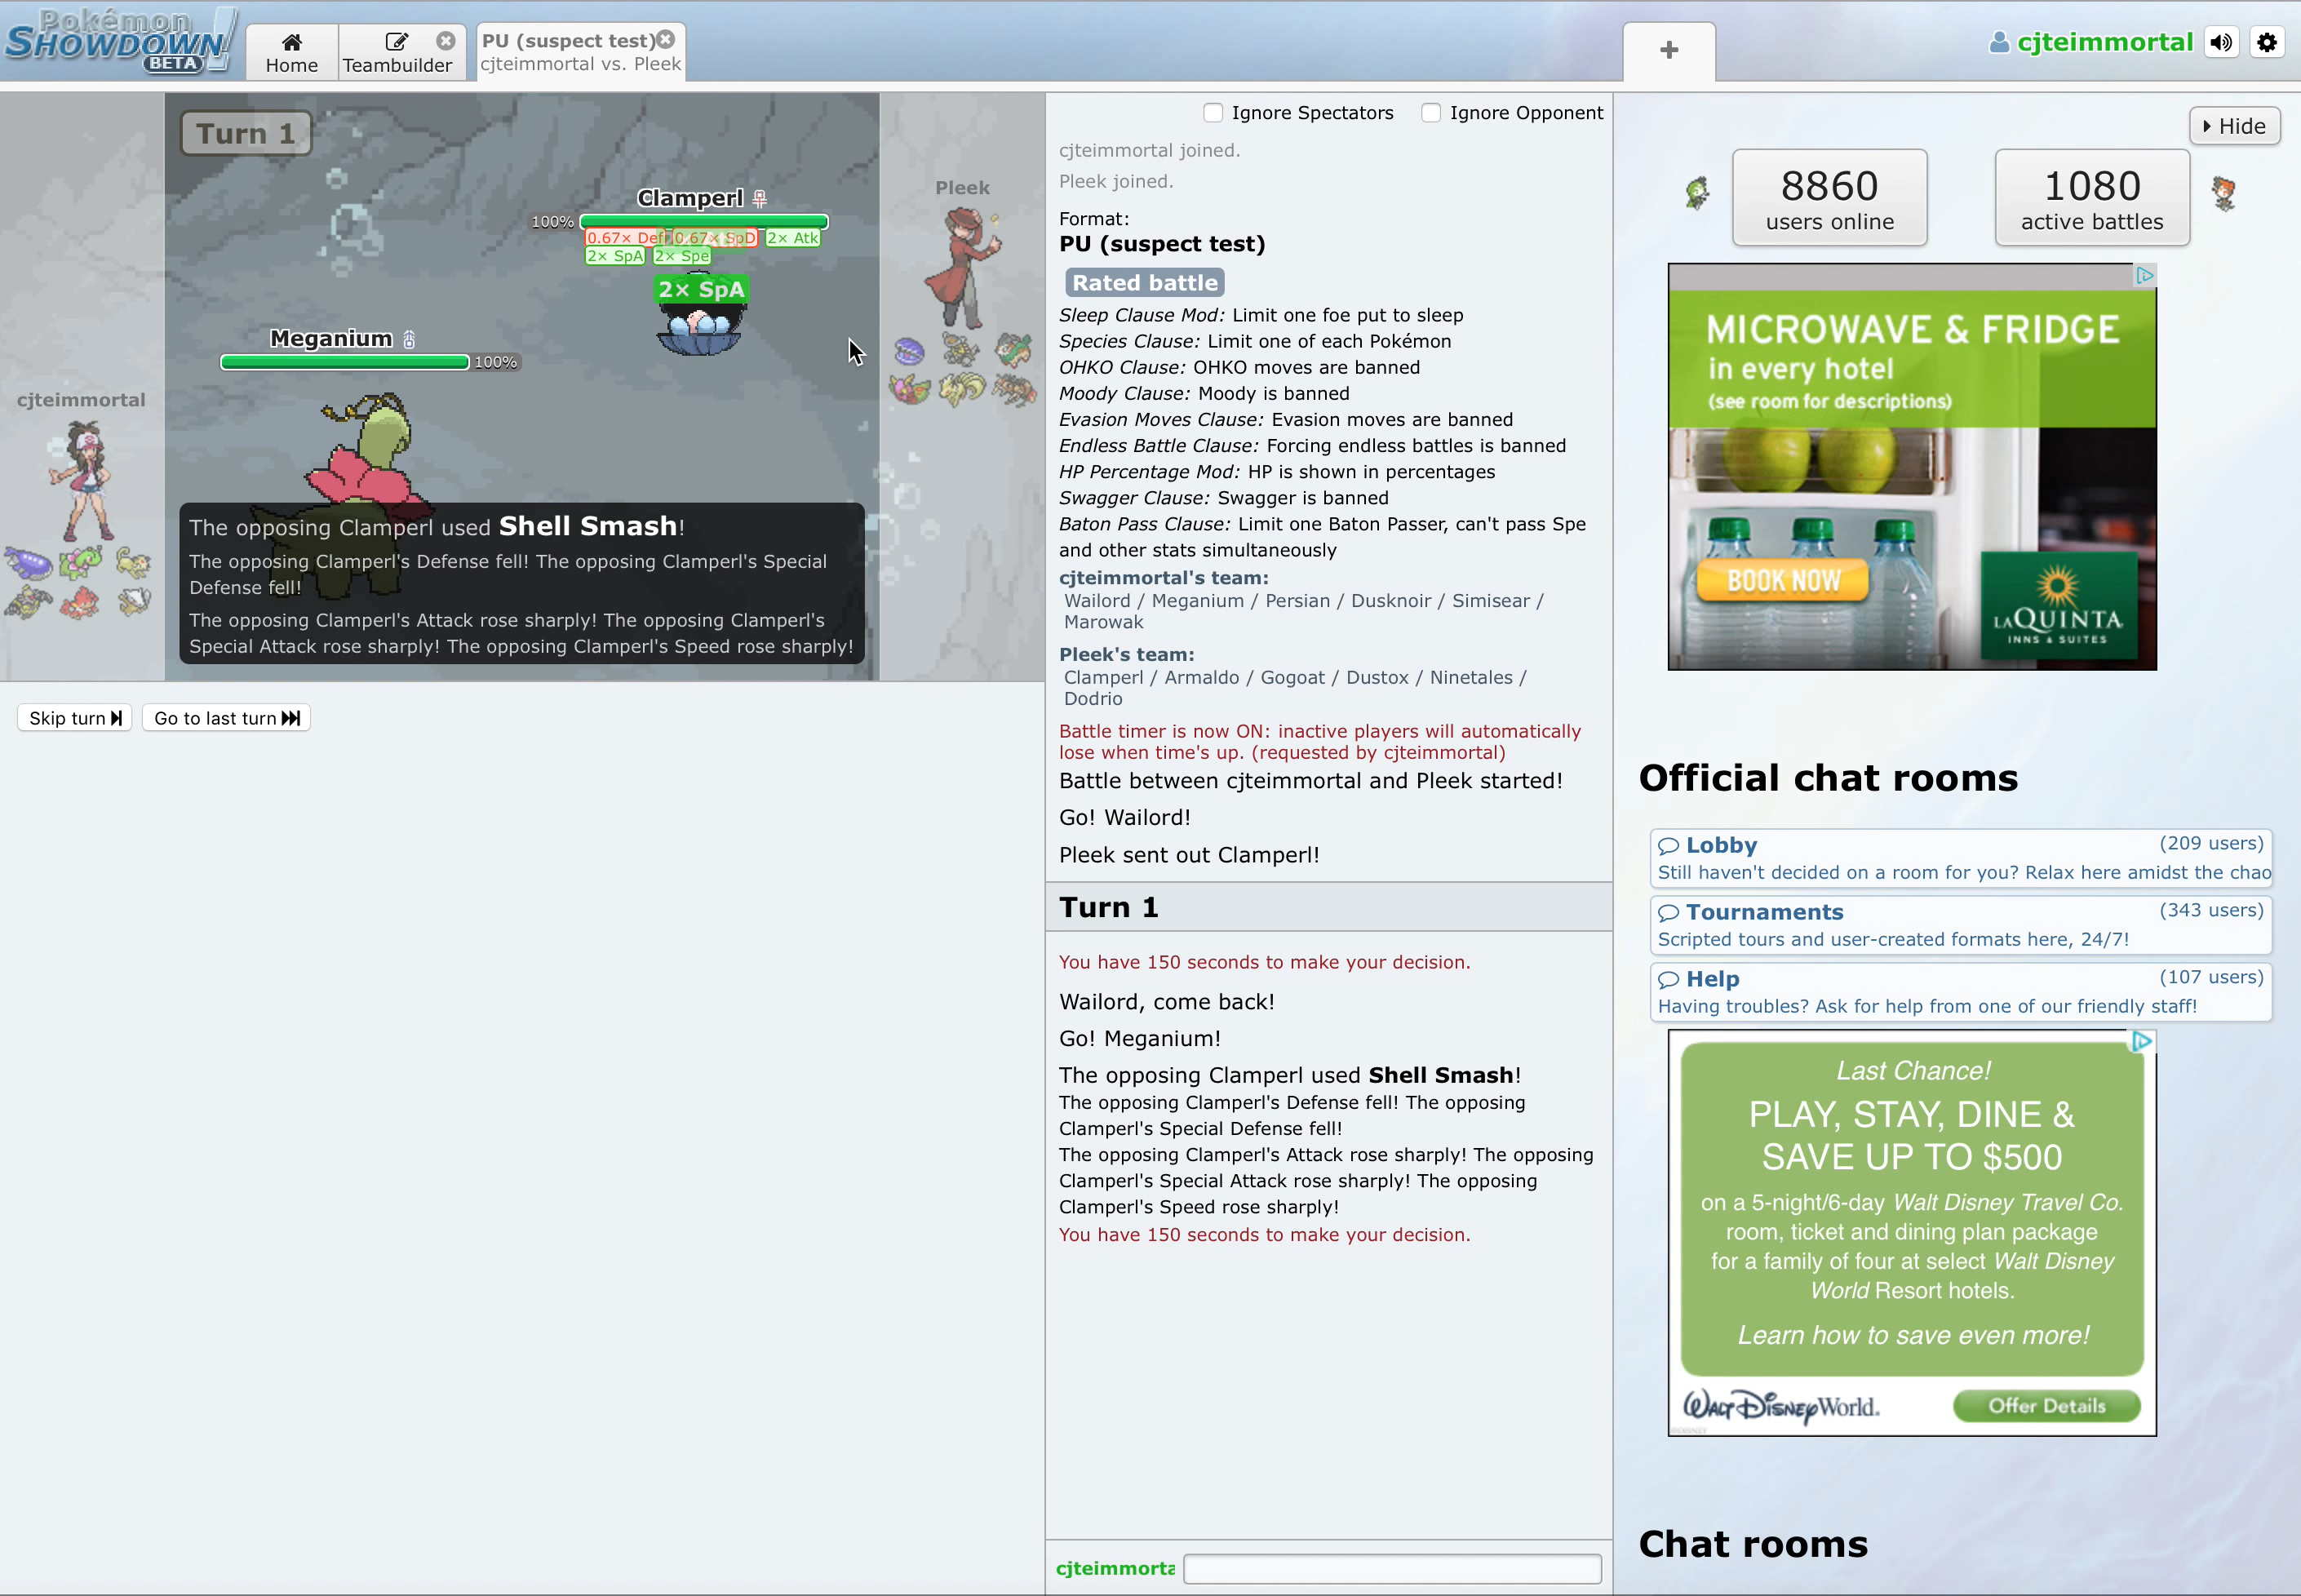 Pokémon
SHOWDOWN!
BETA
Home
Teambuilder
PU (suspect test)
cjteimmortal vs. Pleek
+
cjteimmortal
Turn 1
Clamperl
100%
0.67× Def 0.67× SpD 2× Atk
2× SpA 2× Spe
2× SpA
Meganium
100%
cjteimmortal
Pleek
The opposing Clamperl used Shell Smash!
The opposing Clamperl's Defense fell! The opposing Clamperl's Special
Defense fell!
The opposing Clamperl's Attack rose sharply! The opposing Clamperl's
Special Attack rose sharply! The opposing Clamperl's Speed rose sharply!
Skip turn
Go to last turn
Ignore Spectators Ignore Opponent
cjteimmortal joined.
Pleek joined.
Format:
PU (suspect test)
Rated battle
Sleep Clause Mod: Limit one foe put to sleep
Species Clause: Limit one of each Pokémon
OHKO Clause: OHKO moves are banned
Moody Clause: Moody is banned
Evasion Moves Clause: Evasion moves are banned
Endless Battle Clause: Forcing endless battles is banned
HP Percentage Mod: HP is shown in percentages
Swagger Clause: Swagger is banned
Baton Pass Clause: Limit one Baton Passer, can't pass Spe
and other stats simultaneously
cjteimmortal's team:
Wailord / Meganium / Persian / Dusknoir / Simisear /
Marowak
Pleek's team:
Clamperl / Armaldo / Gogoat / Dustox / Ninetales /
Dodrio
Battle timer is now ON: inactive players will automatically
lose when time's up. (requested by cjteimmortal)
Battle between cjteimmortal and Pleek started!
Go! Wailord!
Pleek sent out Clamperl!
Turn 1
You have 150 seconds to make your decision.
Wailord, come back!
Go! Meganium!
The opposing Clamperl used Shell Smash!
The opposing Clamperl's Defense fell! The opposing
Clamperl's Special Defense fell!
The opposing Clamperl's Attack rose sharply! The opposing
Clamperl's Special Attack rose sharply! The opposing
Clamperl's Speed rose sharply!
You have 150 seconds to make your decision.
cjteimmorta
Hide
8860
users online
1080
active battles
MICROWAVE & FRIDGE
in every hotel
(see room for descriptions)
BOOK NOW
LAQUINTA
INNS & SUITES
Official chat rooms
Lobby (209 users)
Still haven't decided on a room for you? Relax here amidst the chao
Tournaments (343 users)
Scripted tours and user-created formats here, 24/7!
Help (107 users)
Having troubles? Ask for help from one of our friendly staff!
Last Chance!
PLAY, STAY, DINE &
SAVE UP TO $500
on a 5-night/6-day Walt Disney Travel Co.
room, ticket and dining plan package
for a family of four at select Walt Disney
World Resort hotels.
Learn how to save even more!
WALT DISNEY World.
Offer Details
Chat rooms